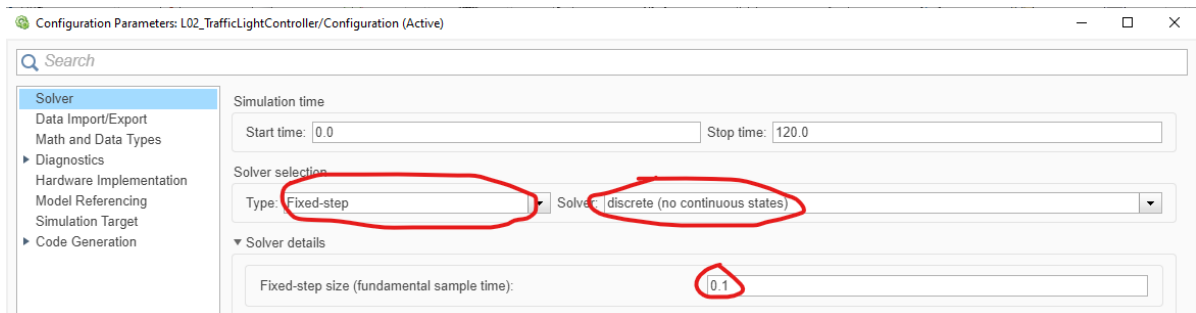 Configuration Parameters: L02_TrafficLightController/Configuration (Active)
Search
Solver
Data Import/Export
Math and Data Types
Diagnostics
Hardware Implementation
Model Referencing
Simulation Target
Code Generation
Simulation time
Start time: 0.0 Stop time: 120.0
Solver selection
Type: Fixed-step Solver: discrete (no continuous states)
Solver details
Fixed-step size (fundamental sample time): 0.1